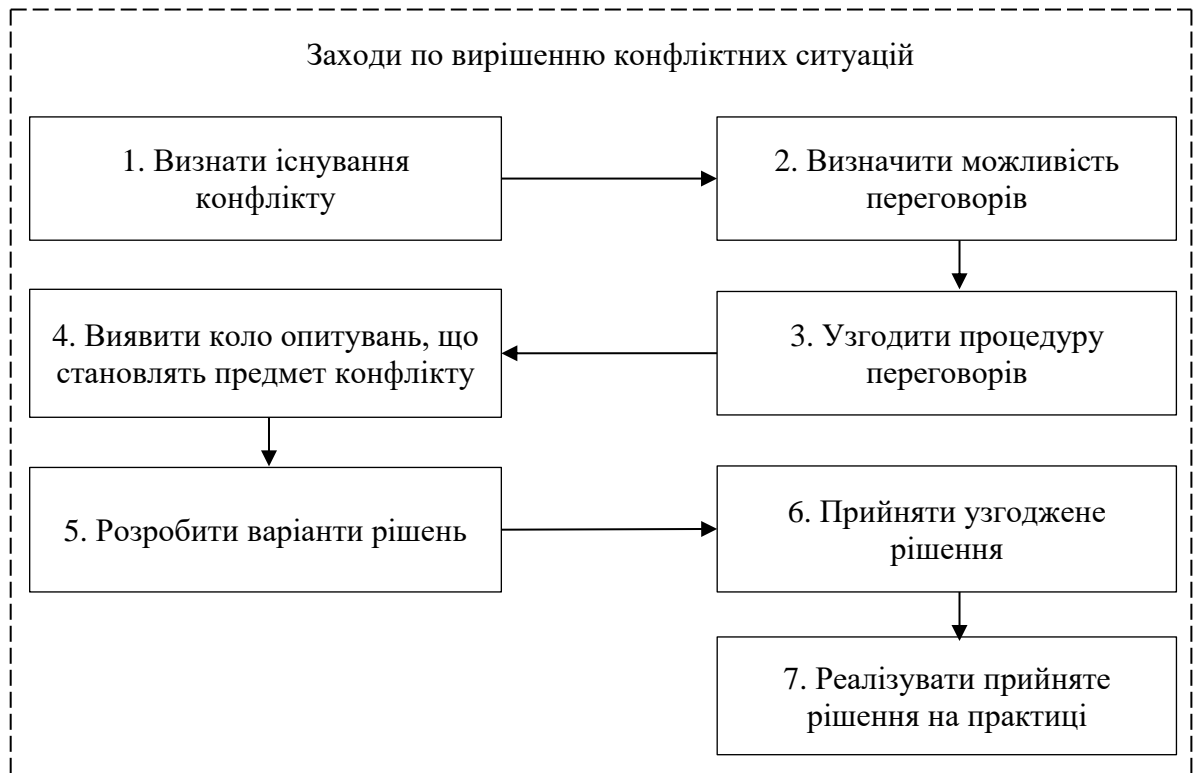 Заходи по вирішенню конфліктних ситуацій
1. Визнати існування
конфлікту
2. Визначити можливість
переговорів
3. Узгодити процедуру
переговорів
4. Виявити коло опитувань, що
становлять предмет конфлікту
5. Розробити варіанти рішень
6. Прийняти узгоджене
рішення
7. Реалізувати прийняте
рішення на практиці